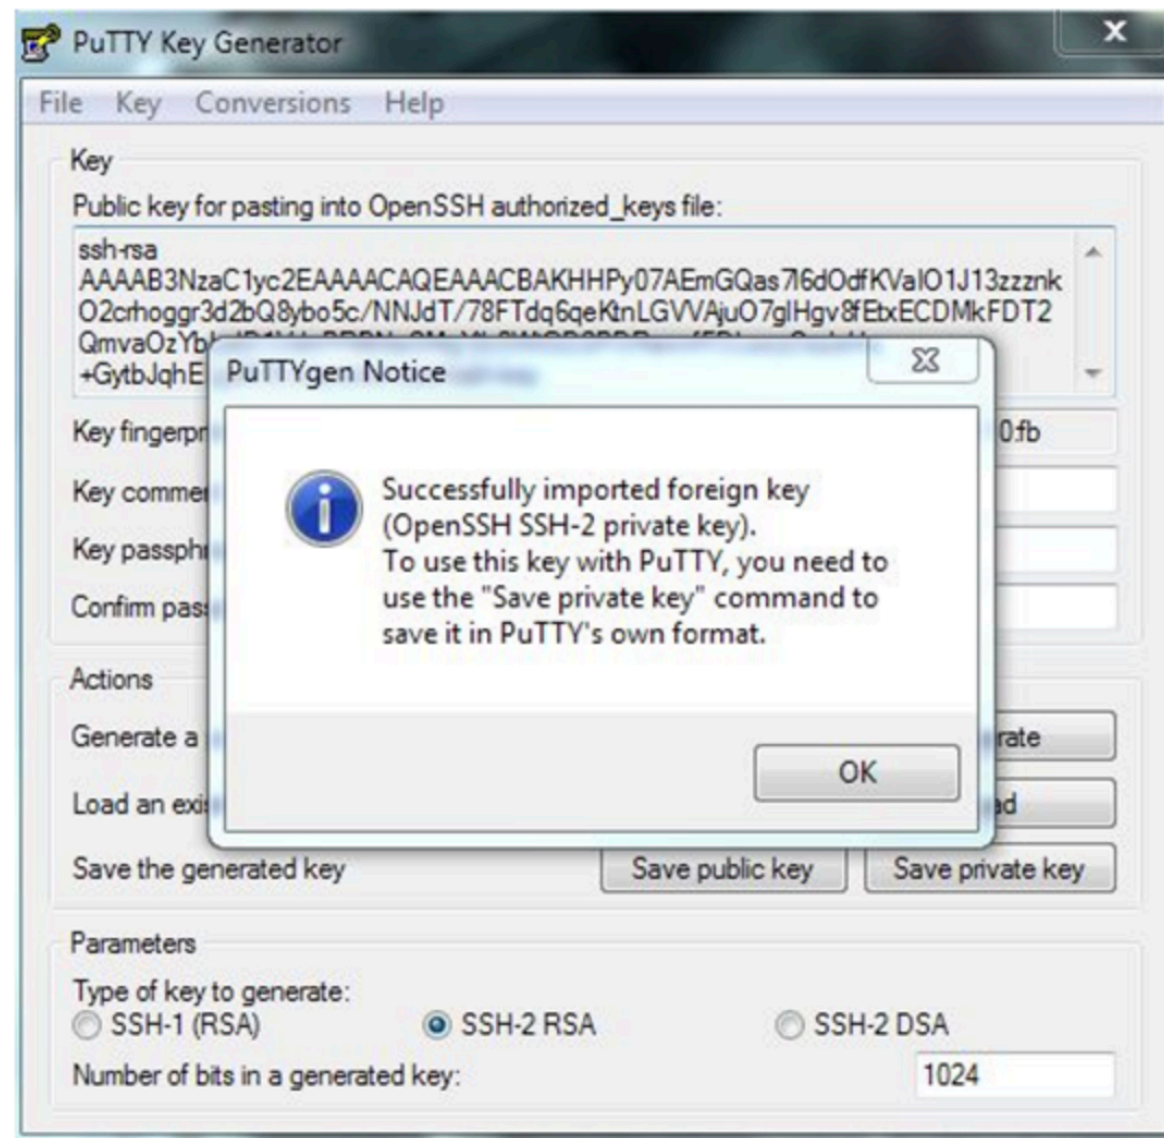 PuTTY Key Generator
File Key Conversions Help
Key
Public key for pasting into OpenSSH authorized_keys file:
ssh-rsa
AAAAB3NzaC1yc2EAAAACAQEAAACBAKHHPy07AEmGQas7l6dOdfKValO1J13zzznk
O2crhoggr3d2bQ8ybo5c/NNJdT/78FTdq6qeKtnLGVVAjuO7glHgv8fEtxECDMkFDT2
QmvaOzYb
+GytbJqhE
PuTTYgen Notice
Key fingerpr 0:fb
Key comme
Key passph
Confirm pas
Successfully imported foreign key
(OpenSSH SSH-2 private key).
To use this key with PuTTY, you need to
use the "Save private key" command to
save it in PuTTY's own format.
OK
Actions
Generate a rate
Load an exi ad
Save the generated key Save public key Save private key
Parameters
Type of key to generate:
SSH-1 (RSA) SSH-2 RSA SSH-2 DSA
Number of bits in a generated key: 1024